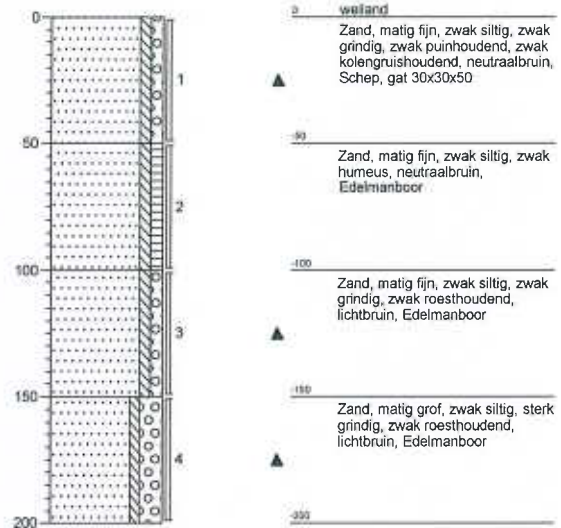 0
weiland
0
Zand, matig fijn, zwak siltig, zwak
grindig, zwak puinhoudend, zwak
kolengruishoudend, neutraalbruin,
Schep, gat 30x30x50
1
50
-50
Zand, matig fijn, zwak siltig, zwak
humeus, neutraalbruin,
Edelmanboor
2
100
-100
Zand, matig fijn, zwak siltig, zwak
grindig, zwak roesthoudend,
lichtbruin, Edelmanboor
3
150
-150
Zand, matig grof, zwak siltig, sterk
grindig, zwak roesthoudend,
lichtbruin, Edelmanboor
4
200
-200